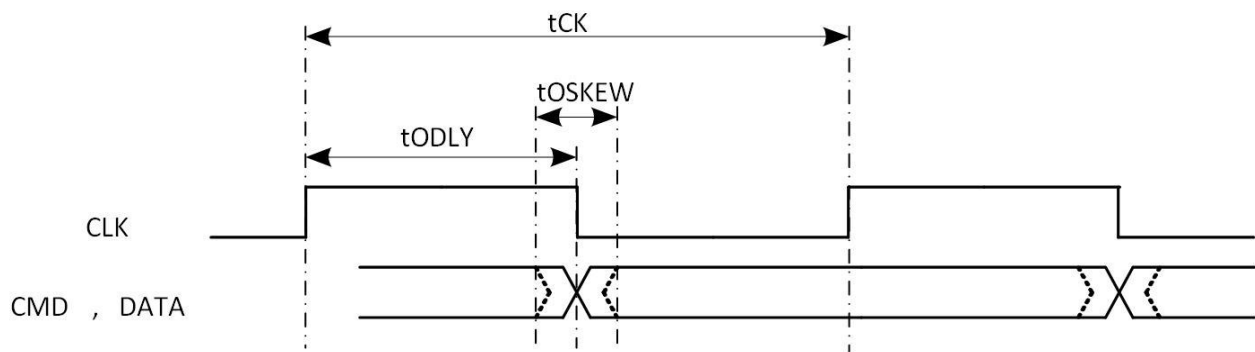 tCK
tOSKEW
tODLY
CLK
CMD , DATA